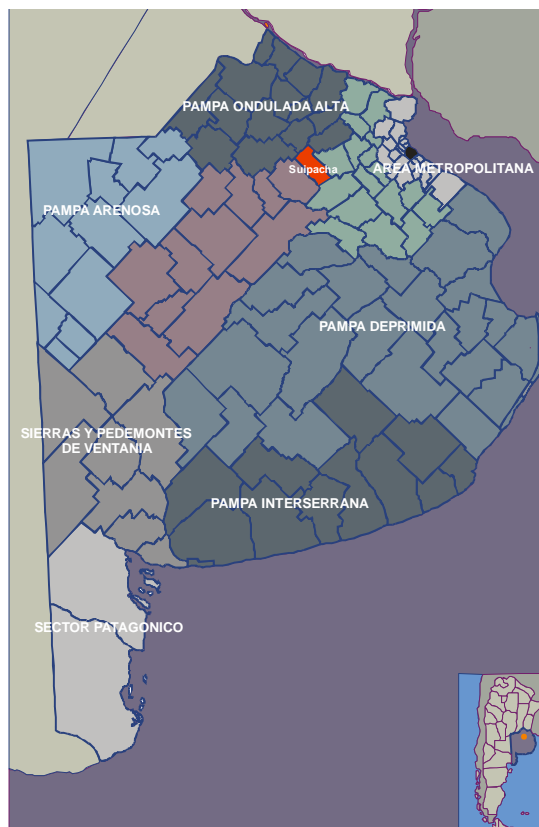 PAMPA ONDULADA ALTA
Suipacha
AREA METROPOLITANA
PAMPA ARENOSA
PAMPA DEPRIMIDA
SIERRAS Y PEDEMONTES
DE VENTANIA
PAMPA INTERSERRANA
SECTOR PATAGONICO